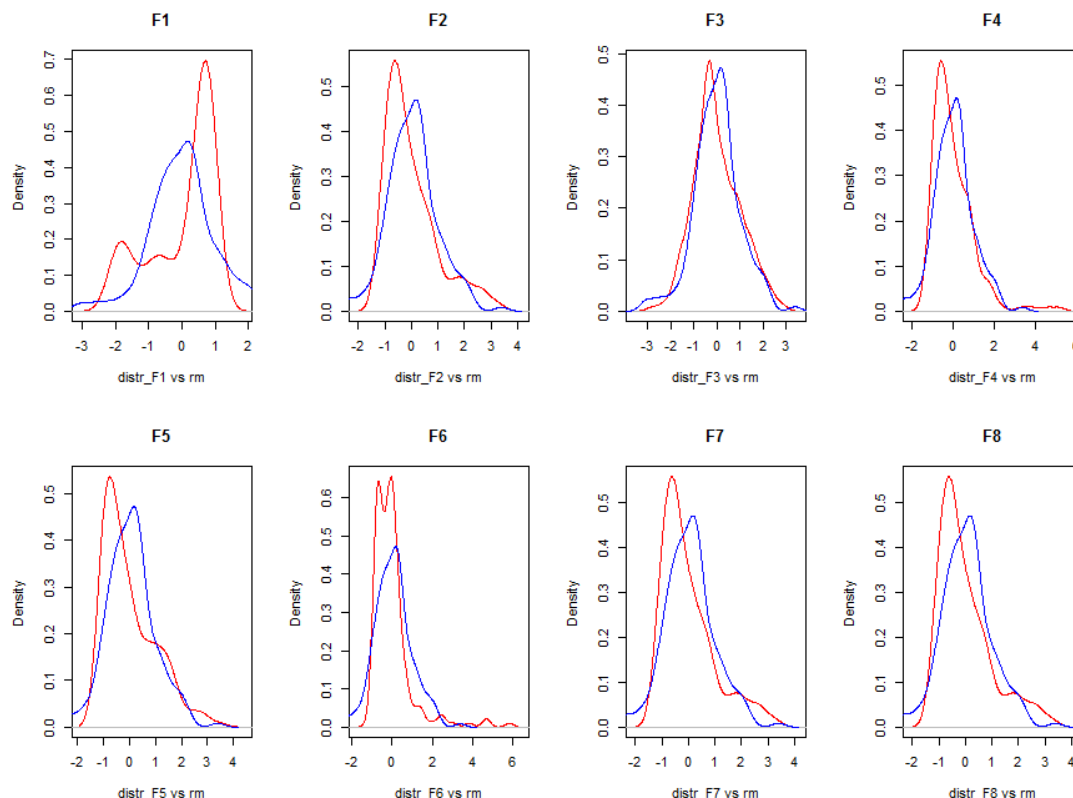 F1 F2 F3 F4
0.0 0.1 0.2 0.3 0.4 0.5 0.6 0.7
Density
-3 -2 -1 0 1 2
distr_F1 vs rm
0.0 0.1 0.2 0.3 0.4 0.5
Density
-2 -1 0 1 2 3 4
distr_F2 vs rm
0.0 0.1 0.2 0.3 0.4 0.5
Density
-3 -2 -1 0 1 2 3
distr_F3 vs rm
0.0 0.1 0.2 0.3 0.4 0.5
Density
-2 0 2 4 6
distr_F4 vs rm
F5 F6 F7 F8
0.0 0.1 0.2 0.3 0.4 0.5
Density
-2 -1 0 1 2 3 4
distr_F5 vs rm
0.0 0.1 0.2 0.3 0.4 0.5 0.6
Density
-2 0 2 4 6
distr_F6 vs rm
0.0 0.1 0.2 0.3 0.4 0.5
Density
-2 -1 0 1 2 3 4
distr_F7 vs rm
0.0 0.1 0.2 0.3 0.4 0.5
Density
-2 -1 0 1 2 3 4
distr_F8 vs rm